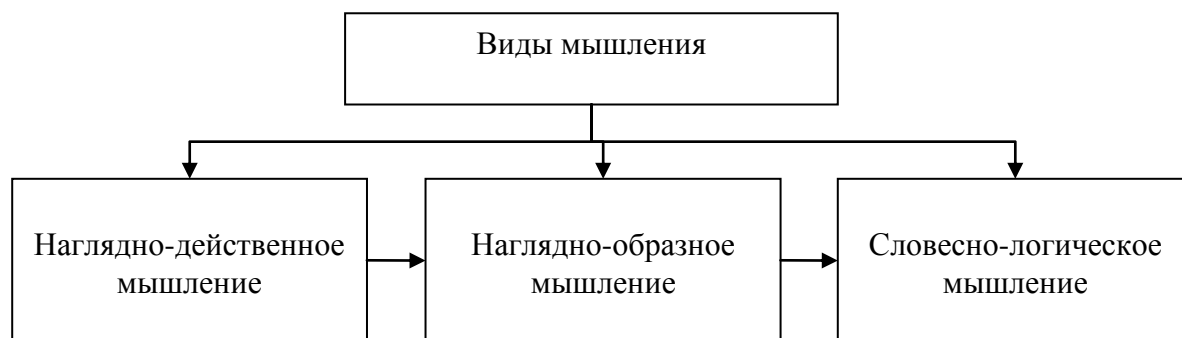 Виды мышления
Наглядно-действенное
мышление
Наглядно-образное
мышление
Словесно-логическое
мышление